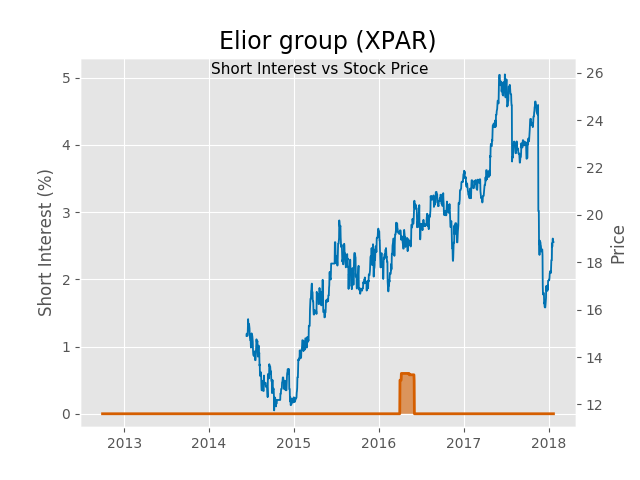 Elior group (XPAR)
Short Interest vs Stock Price
Short Interest (%)
5
4
3
2
1
0
26
24
22
20
18
16
14
12
Price
2013 2014 2015 2016 2017 2018